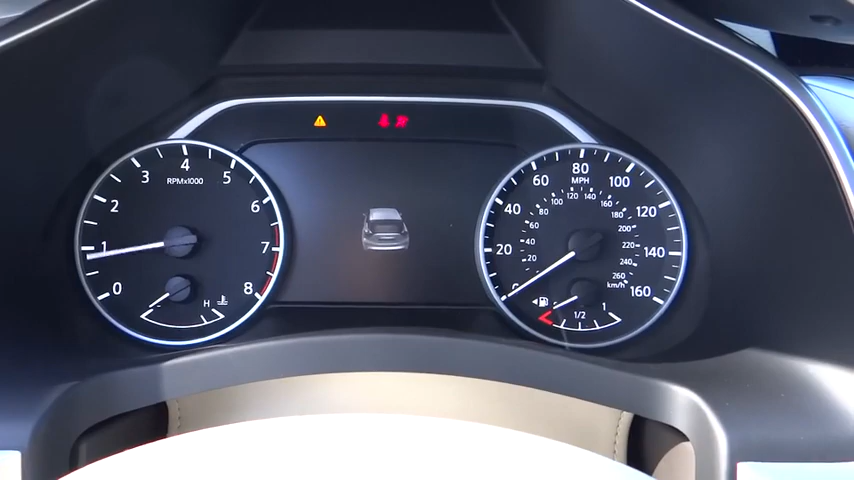 0 1 2 3 4 5 6 7 8
RPMx1000
H
0 20 40 60 80 100 120 140 160
MPH
20 40 60 80 100 120 140 160 180 200 220 240 260
km/h
1/2 1